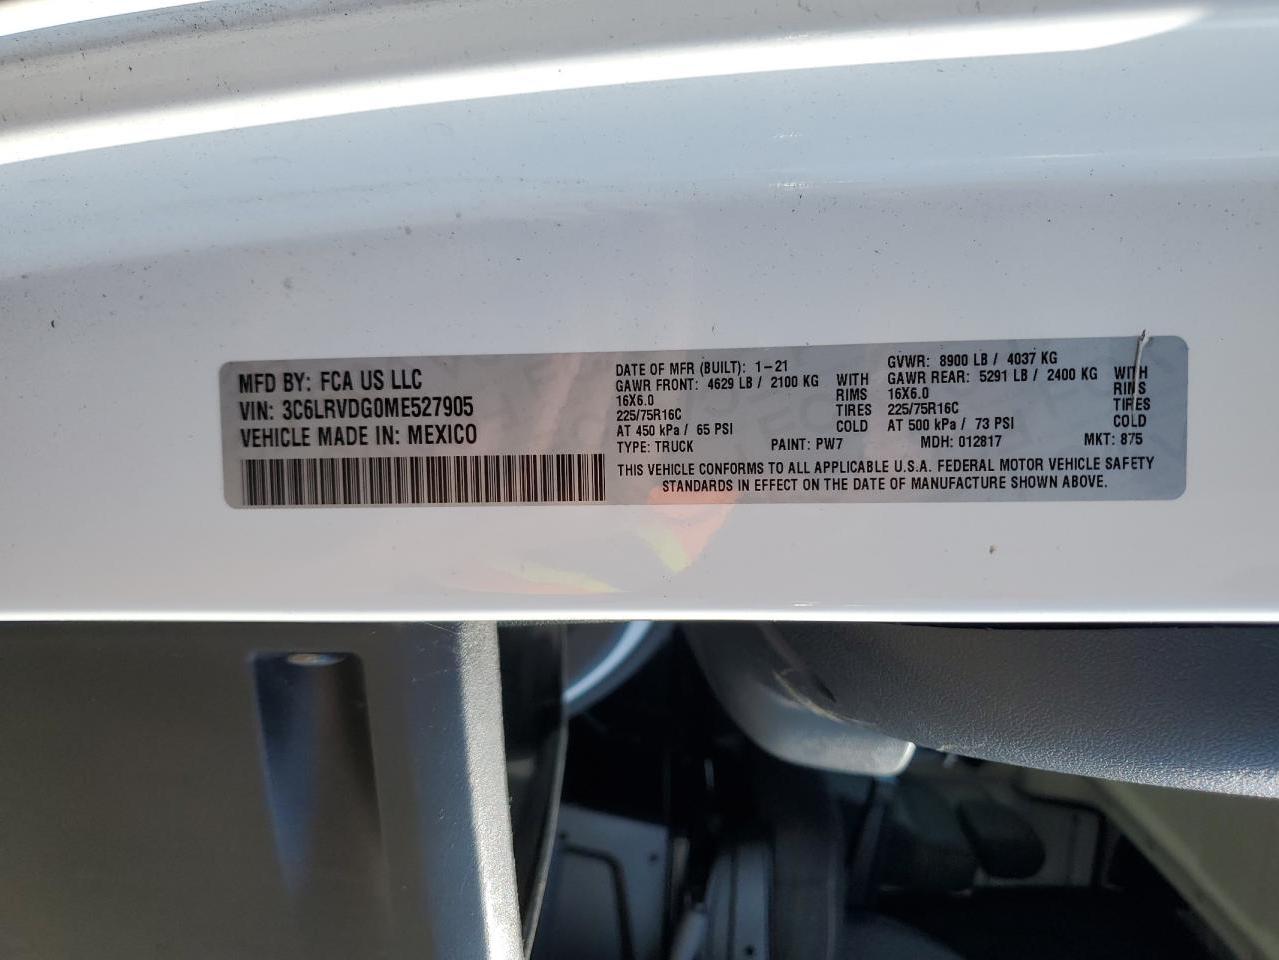 MFD BY: FCA US LLC
VIN: 3C6LRVDG0ME527905
VEHICLE MADE IN: MEXICO
DATE OF MFR (BUILT): 1-21
GAWR FRONT: 4629 LB / 2100 KG WITH
16X6.0 RIMS
225/75R16C TIRES
AT 450 kPa / 65 PSI COLD
GVWR: 8900 LB / 4037 KG
GAWR REAR: 5291 LB / 2400 KG WITH
16X6.0 RIMS
225/75R16C TIRES
AT 500 kPa / 73 PSI COLD
TYPE: TRUCK PAINT: PW7 MDH: 012817 MKT: 875
THIS VEHICLE CONFORMS TO ALL APPLICABLE U.S.A. FEDERAL MOTOR VEHICLE SAFETY
STANDARDS IN EFFECT ON THE DATE OF MANUFACTURE SHOWN ABOVE.